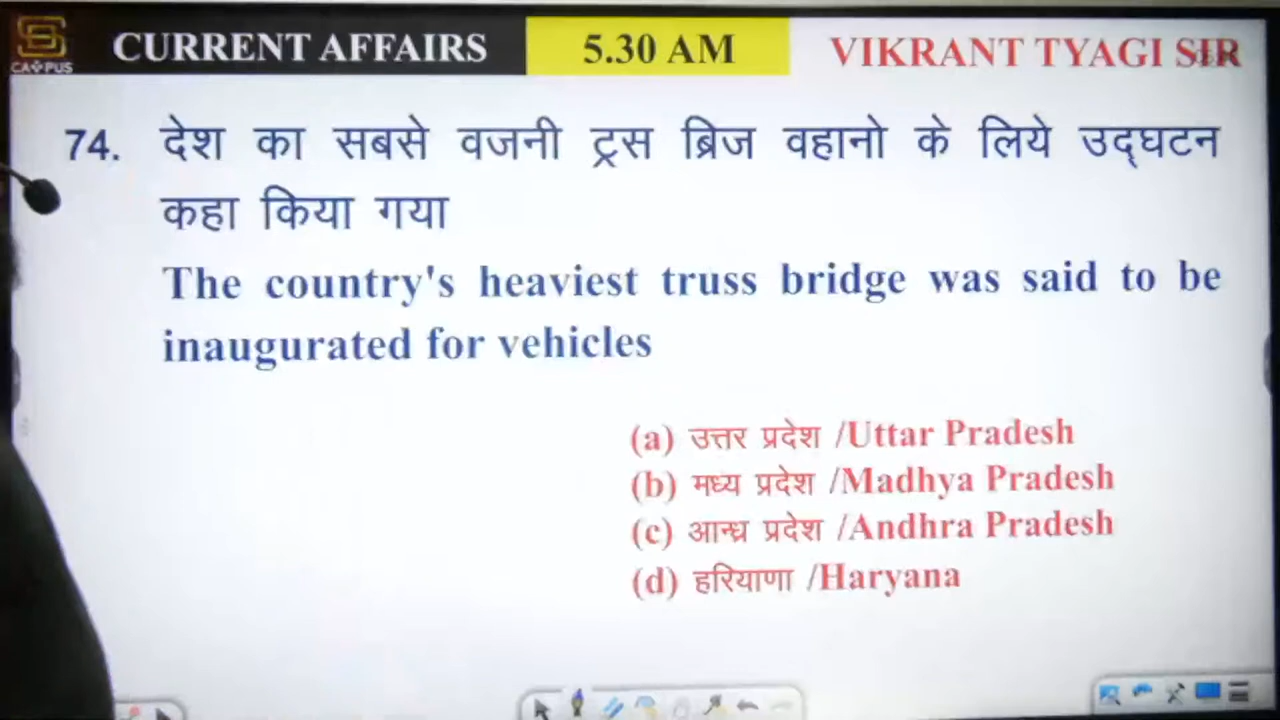 CAMPUS
CURRENT AFFAIRS
5.30 AM
VIKRANT TYAGI SIR
74. देश का सबसे वजनी ट्रस ब्रिज वहानो के लिये उद्घटन
कहा किया गया
The country's heaviest truss bridge was said to be
inaugurated for vehicles
(a) उत्तर प्रदेश /Uttar Pradesh
(b) मध्य प्रदेश /Madhya Pradesh
(c) आन्ध्र प्रदेश /Andhra Pradesh
(d) हरियाणा /Haryana